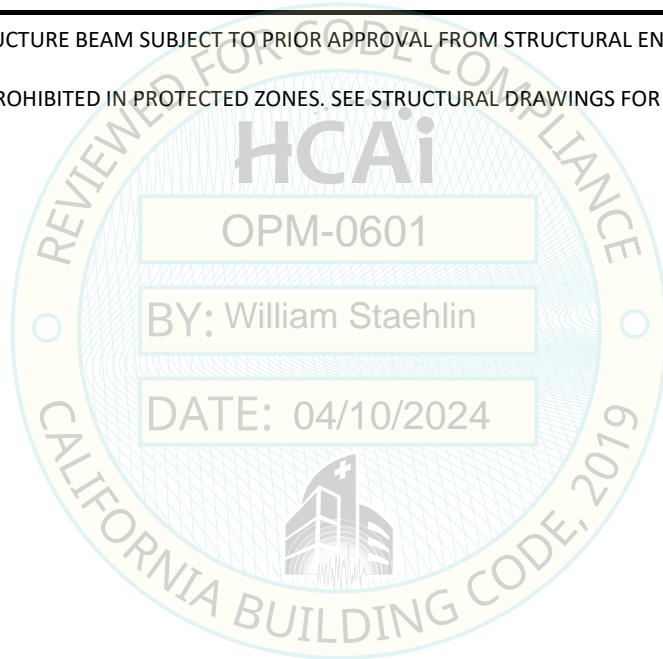 UCTURE BEAM SUBJECT TO PRIOR APPROVAL FROM STRUCTURAL EN
ROHIBITED IN PROTECTED ZONES. SEE STRUCTURAL DRAWINGS FOR
REVIEWED FOR CODE COMPLIANCE
HCAi
OPM-0601
BY: William Staehlin
DATE: 04/10/2024
CALIFORNIA BUILDING CODE, 2019